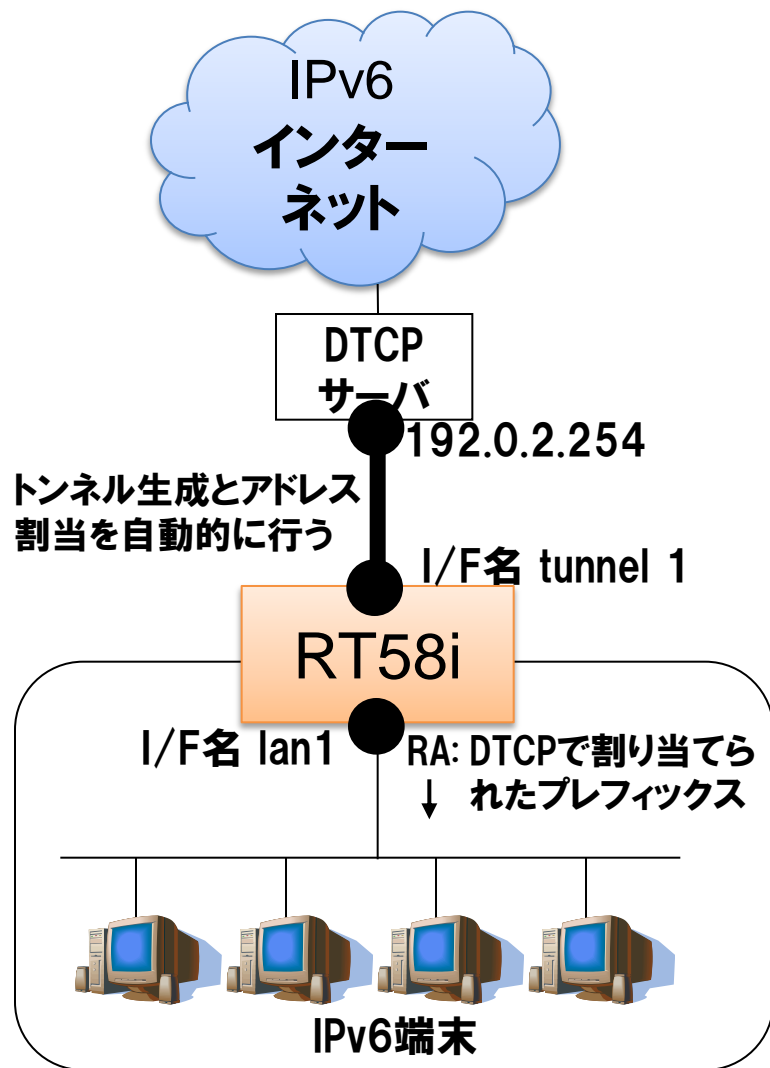 IPv6
インター
ネット
DTCP
サーバ
192.0.2.254
トンネル生成とアドレス
割当を自動的に行う
I/F名 tunnel 1
RT58i
I/F名 lan1
RA: DTCPで割り当てら
↓ れたプレフィックス
IPv6端末